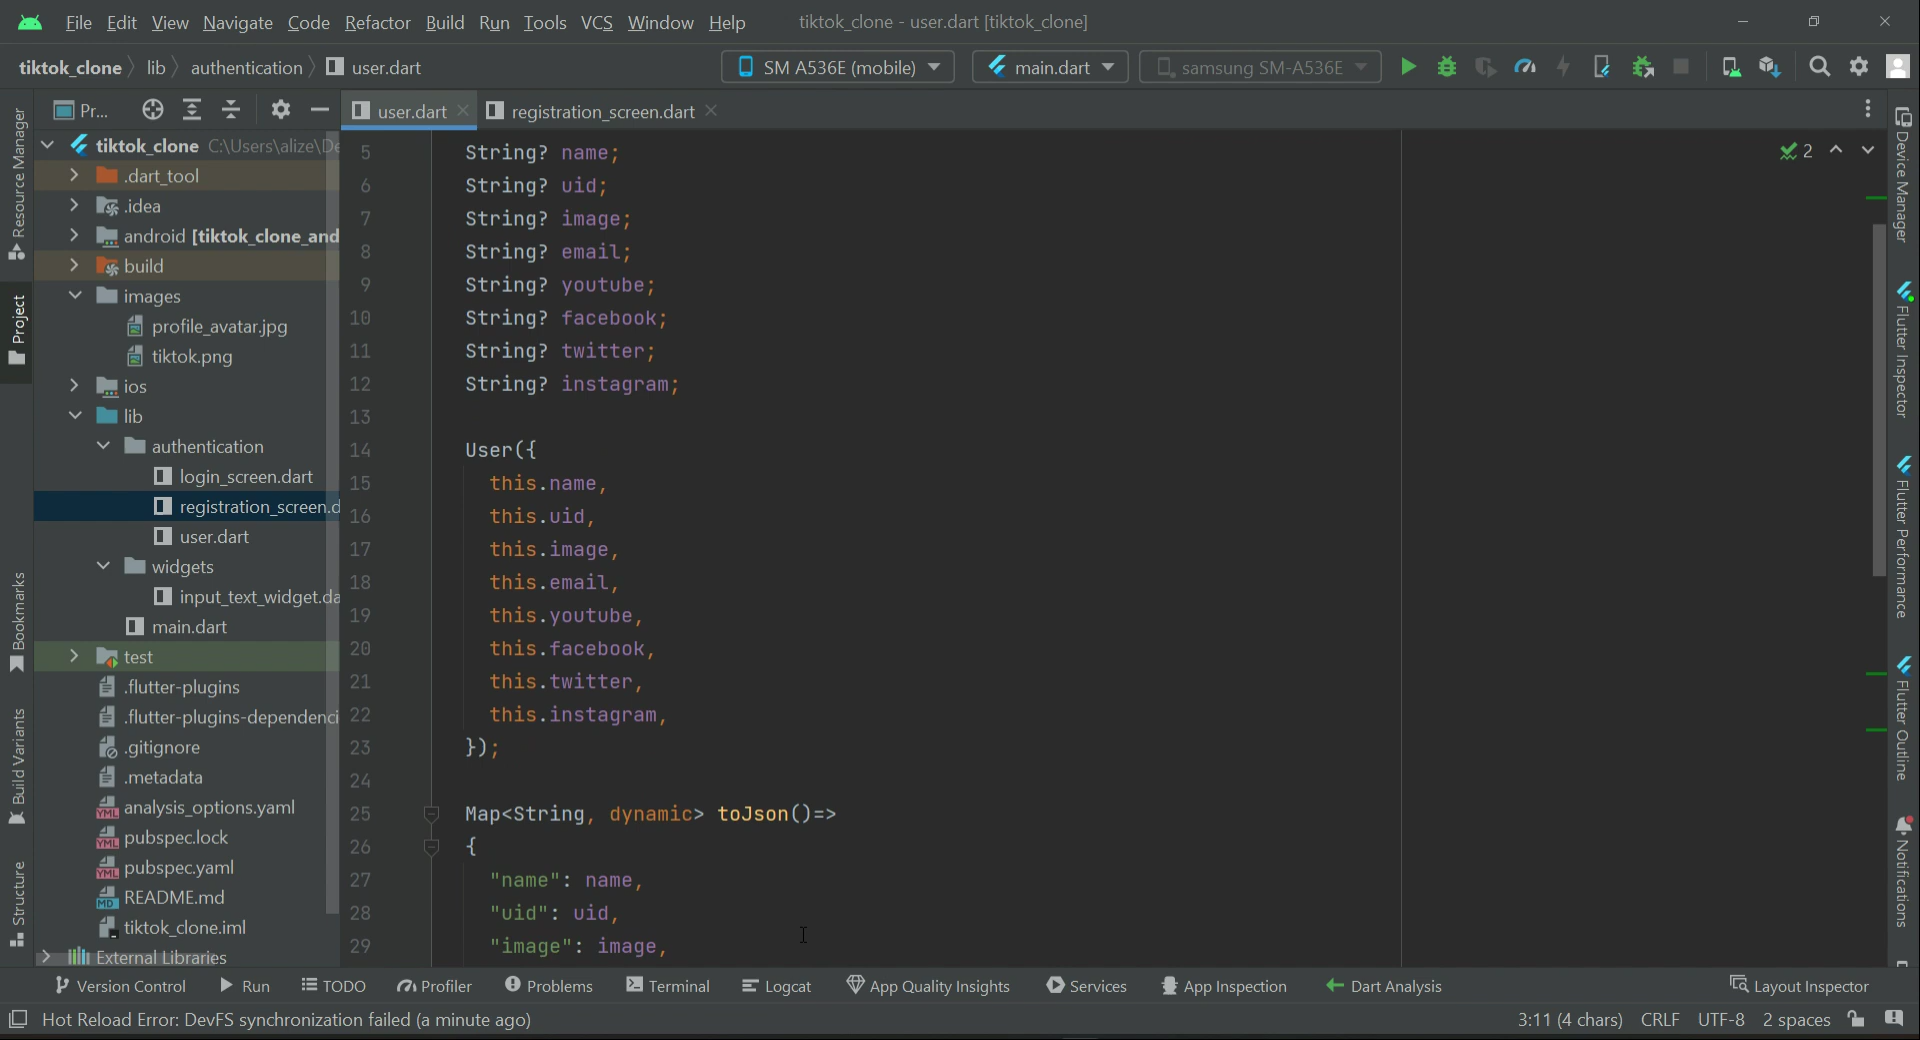 File Edit View Navigate Code Refactor Build Run Tools VCS Window Help tiktok_clone - user.dart [tiktok_clone]
tiktok_clone lib authentication user.dart SM A536E (mobile) main.dart samsung SM-A536E
Pr... user.dart registration_screen.dart
Resource Manager
Project
Bookmarks
Build Variants
Structure
tiktok_clone C:\Users\alize\De
.dart_tool
.idea
android [tiktok_clone_and
build
images
profile_avatar.jpg
tiktok.png
ios
lib
authentication
login_screen.dart
registration_screen.d
user.dart
widgets
input_text_widget.da
main.dart
test
.flutter-plugins
.flutter-plugins-dependenci
.gitignore
.metadata
analysis_options.yaml
pubspec.lock
pubspec.yaml
README.md
tiktok_clone.iml
External Libraries
5 String? name;
6 String? uid;
7 String? image;
8 String? email;
9 String? youtube;
10 String? facebook;
11 String? twitter;
12 String? instagram;
13
14 User({
15 this.name,
16 this.uid,
17 this.image,
18 this.email,
19 this.youtube,
20 this.facebook,
21 this.twitter,
22 this.instagram,
23 });
24
25 Map<String, dynamic> toJson()=>
26 {
27 "name": name,
28 "uid": uid,
29 "image": image,
2
Device Manager
Flutter Inspector
Flutter Performance
Flutter Outline
Notifications
Version Control Run TODO Profiler Problems Terminal Logcat App Quality Insights Services App Inspection Dart Analysis Layout Inspector
Hot Reload Error: DevFS synchronization failed (a minute ago) 3:11 (4 chars) CRLF UTF-8 2 spaces